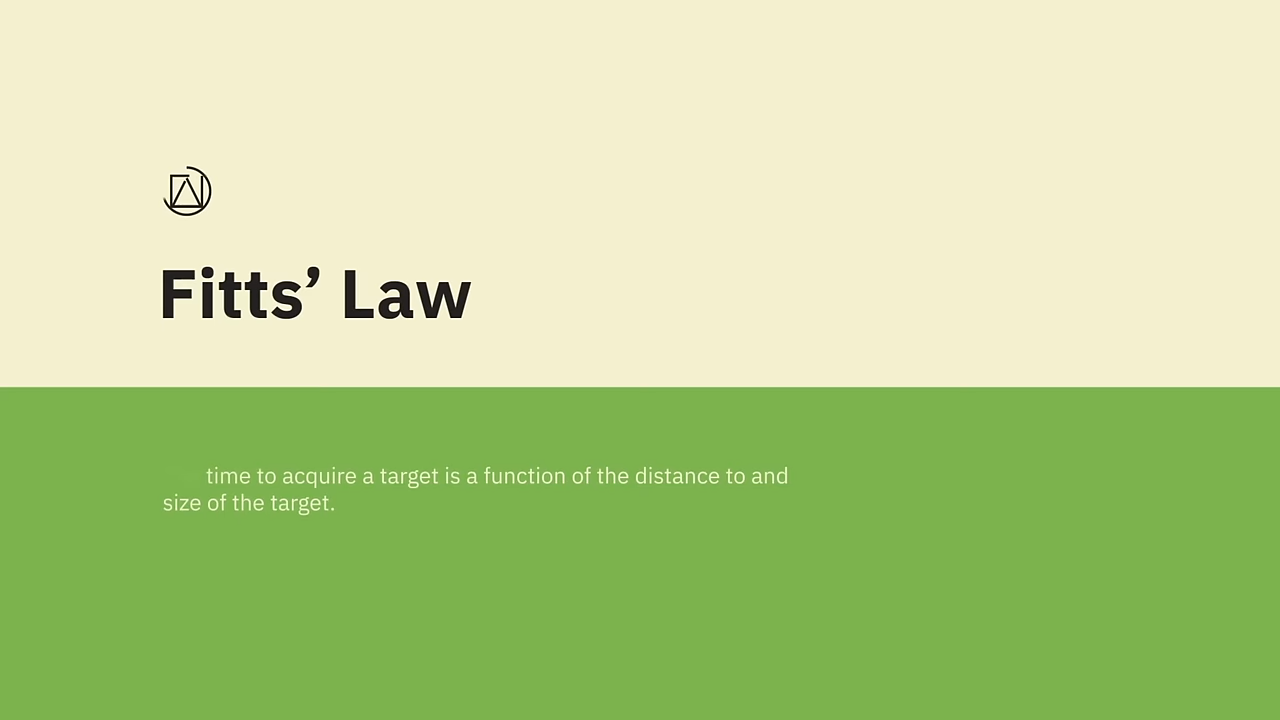 Fitts’ Law
time to acquire a target is a function of the distance to and
size of the target.